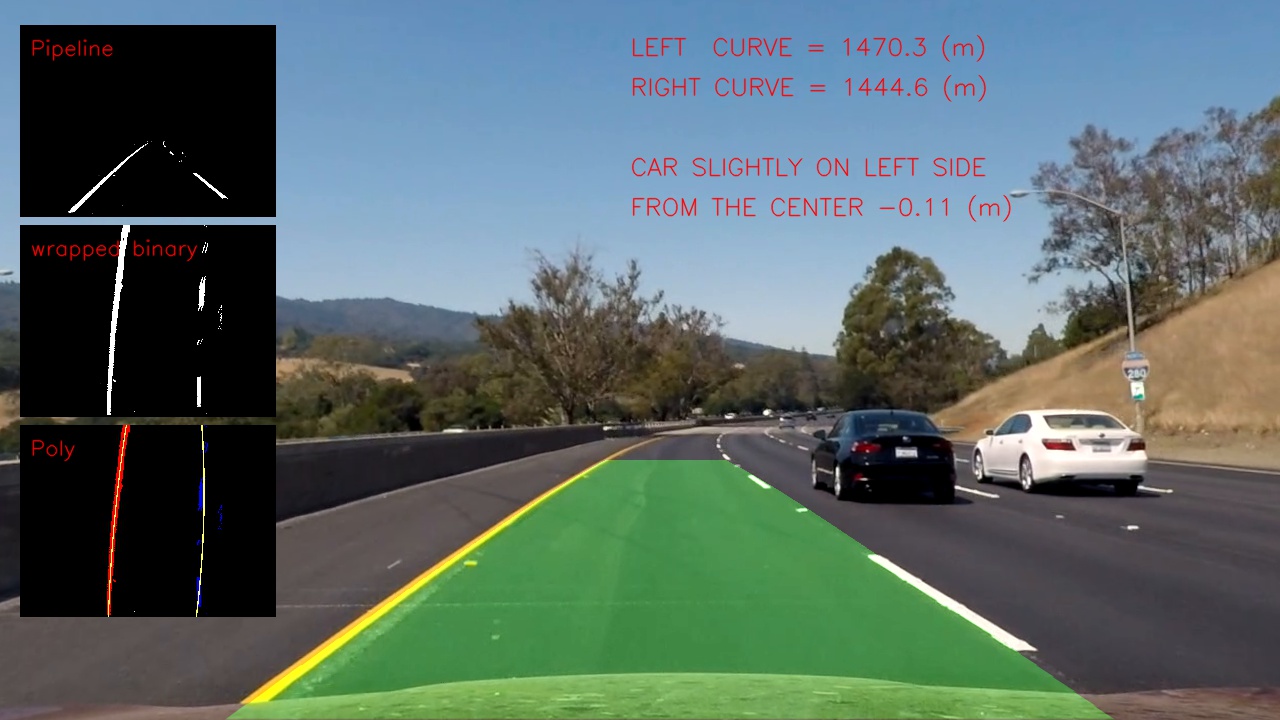 Pipeline
wrapped binary
Poly
LEFT CURVE = 1470.3 (m)
RIGHT CURVE = 1444.6 (m)
CAR SLIGHTLY ON LEFT SIDE
FROM THE CENTER −0.11 (m)
280